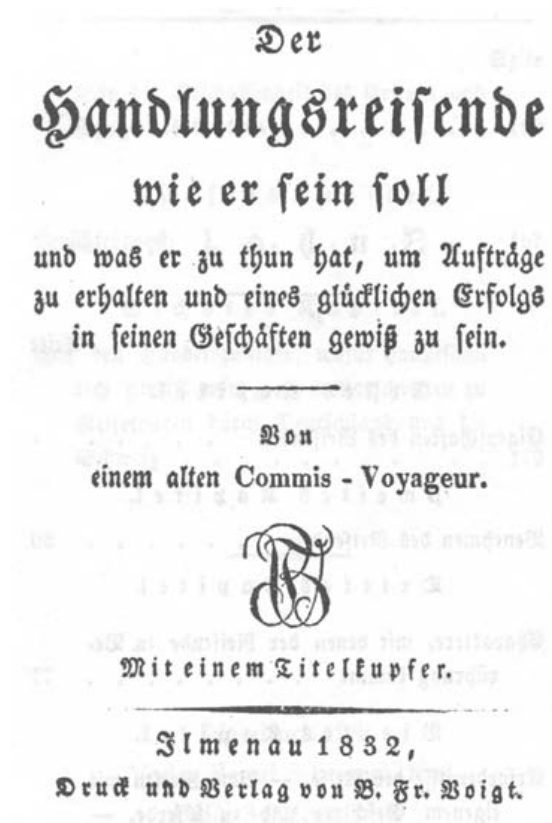 Der
Handlungsreisende
wie er sein soll
und was er zu thun hat, um Aufträge
zu erhalten und eines glücklichen Erfolgs
in seinen Geschäften gewiß zu sein.
Von
einem alten Commis - Voyageur.
Mit einem Titelkupfer.
Ilmenau 1832,
Druck und Verlag von B. Fr. Voigt.